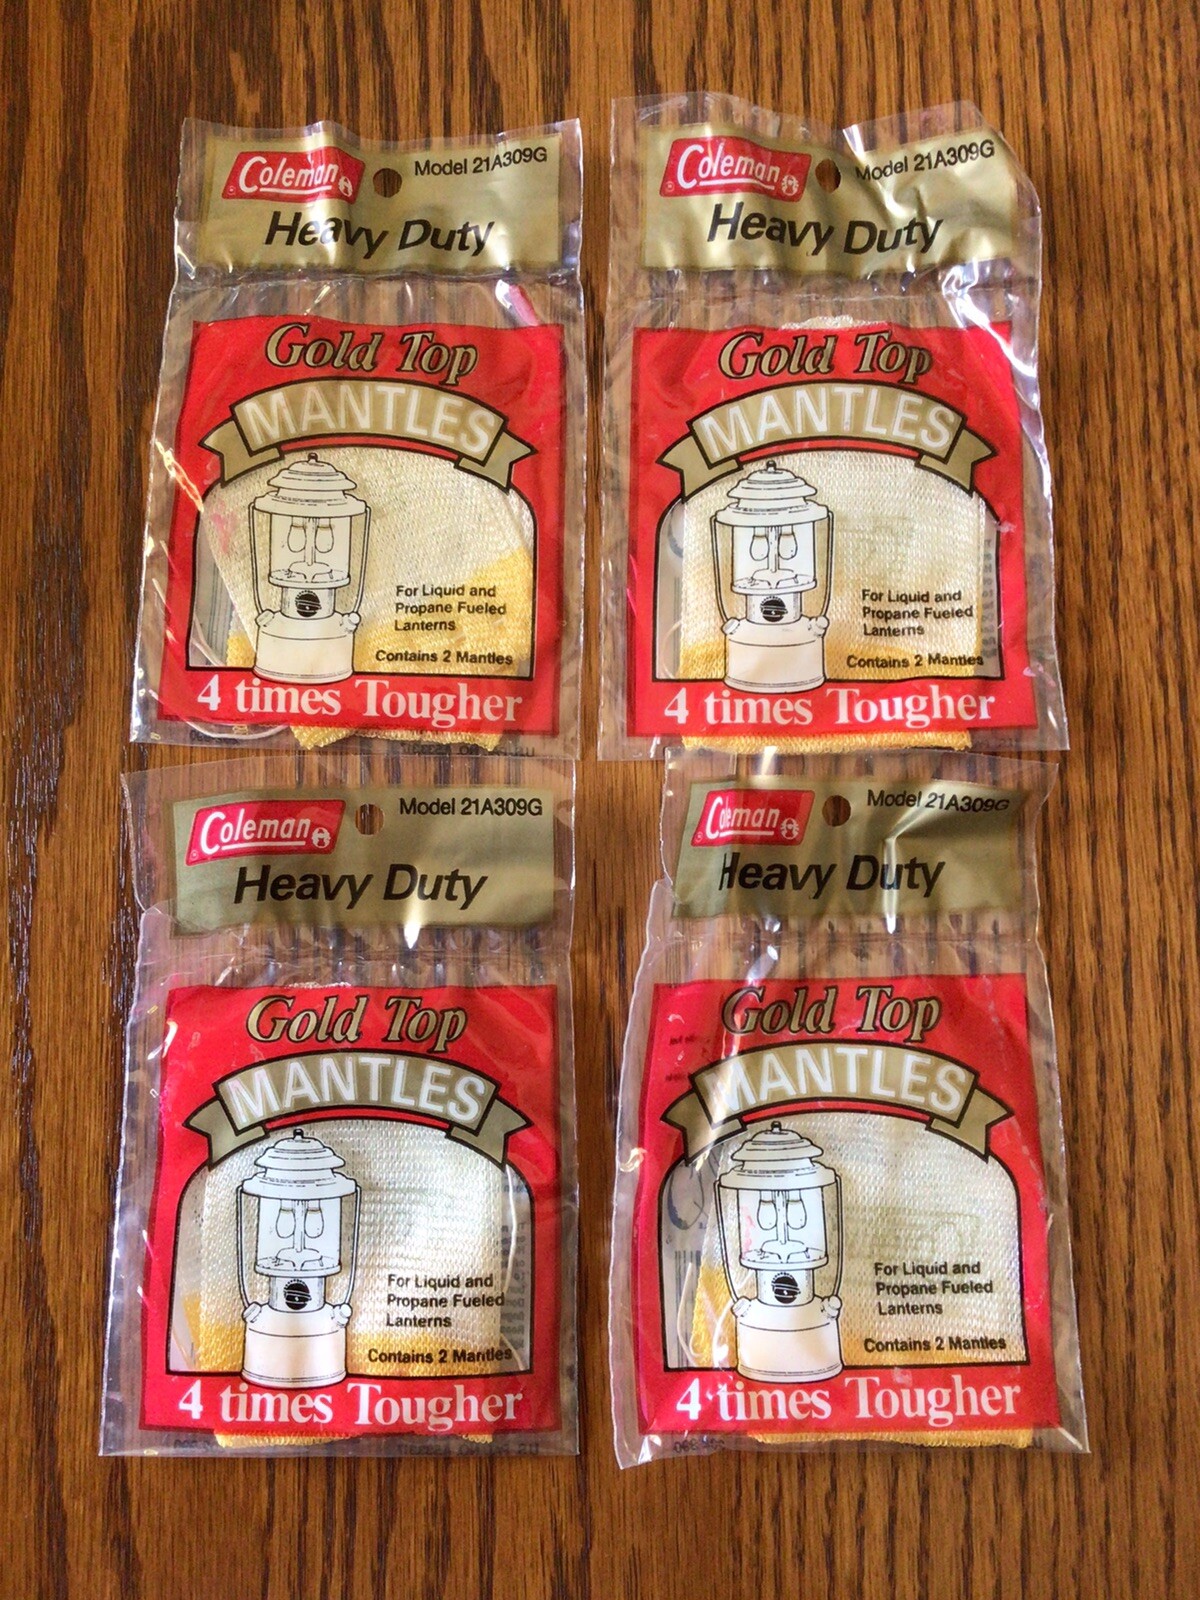 Coleman
Model 21A309G
Heavy Duty
Gold Top
MANTLES
For Liquid and
Propane Fueled
Lanterns
Contains 2 Mantles
4 times Tougher
Coleman
Model 21A309G
Heavy Duty
Gold Top
MANTLES
For Liquid and
Propane Fueled
Lanterns
Contains 2 Mantles
4 times Tougher
Coleman
Model 21A309G
Heavy Duty
Gold Top
MANTLES
For Liquid and
Propane Fueled
Lanterns
Contains 2 Mantles
4 times Tougher
Coleman
Model 21A309G
Heavy Duty
Gold Top
MANTLES
For Liquid and
Propane Fueled
Lanterns
Contains 2 Mantles
4 times Tougher